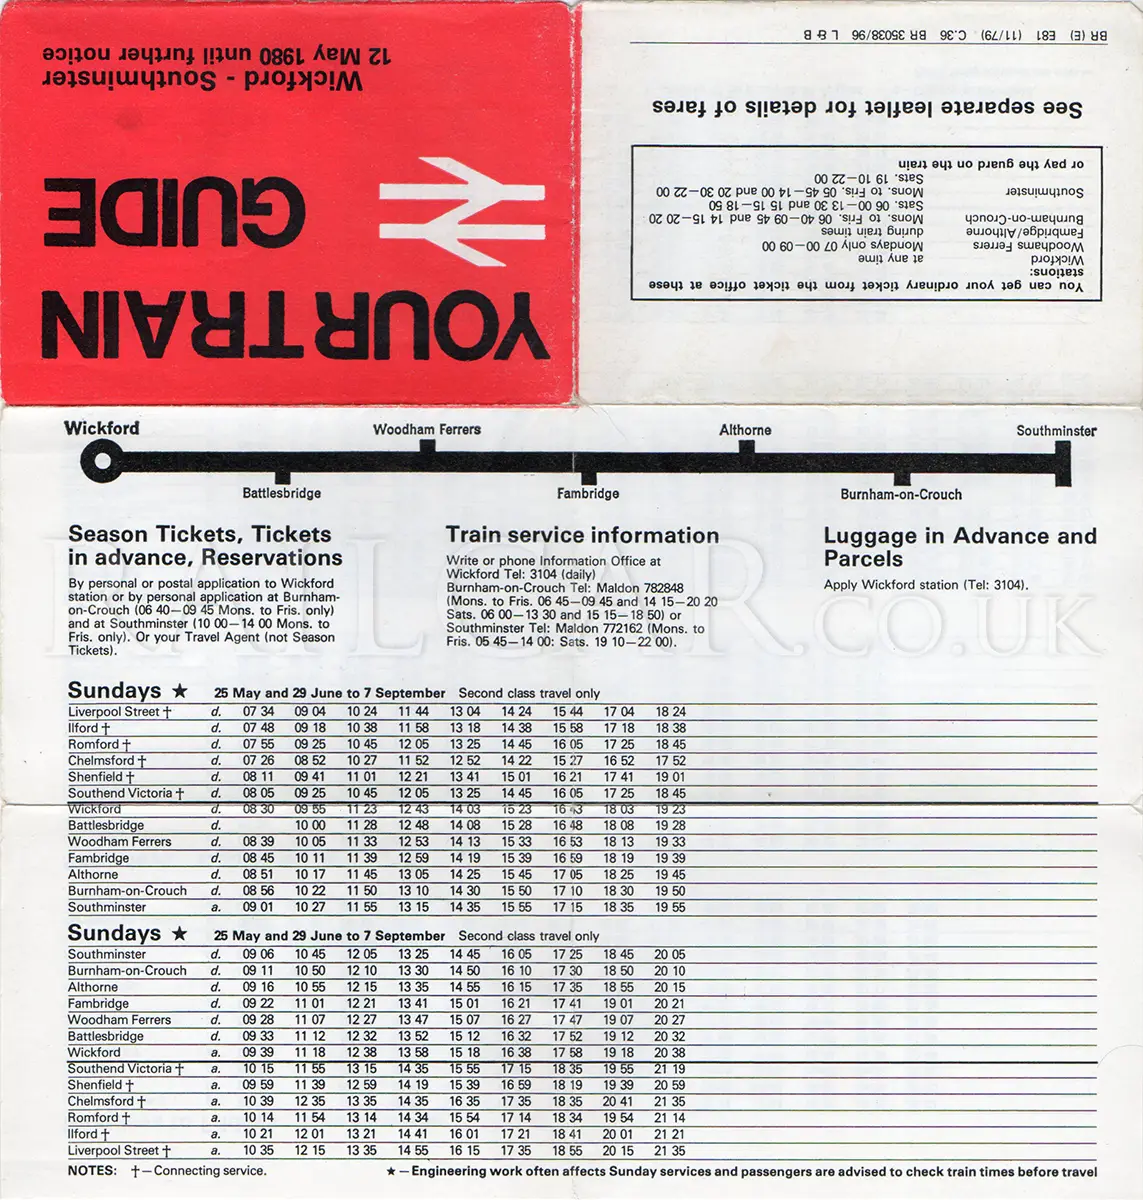 YOUR TRAIN
GUIDE
Wickford - Southminster
12 May 1980 until further notice
You can get your ordinary ticket from the ticket office at these
stations:
Wickford at any time
Woodhams Ferrers Mondays only 07 00—09 00
Fambridge/Althorne during train times
Burnham-on-Crouch Mons. to Fris. 06 40—09 45 and 14 15—20 20
Sats. 06 00—13 30 and 15 15—18 50
Southminster Mons. to Fris. 05 45—14 00 and 20 30—22 00
Sats. 19 10—22 00
or pay the guard on the train
See separate leaflet for details of fares
BR (E) E81 (11/79) C.36 BR 35038/96 L & B
Wickford Woodham Ferrers Althorne Southminster
Battlesbridge Fambridge Burnham-on-Crouch
Season Tickets, Tickets
in advance, Reservations
By personal or postal application to Wickford
station or by personal application at Burnham-
on-Crouch (06 40—09 45 Mons. to Fris. only)
and at Southminster (10 00—14 00 Mons. to
Fris. only). Or your Travel Agent (not Season
Tickets).
Train service information
Write or phone Information Office at
Wickford Tel: 3104 (daily)
Burnham-on-Crouch Tel: Maldon 782848
(Mons. to Fris. 06 45—09 45 and 14 15—20 20
Sats. 06 00—13 30 and 15 15—18 50) or
Southminster Tel: Maldon 772162 (Mons. to
Fris. 05 45—14 00: Sats. 19 10—22 00).
Luggage in Advance and
Parcels
Apply Wickford station (Tel: 3104).
RAILCAR.co.uk
Sundays ★ 25 May and 29 June to 7 September Second class travel only
Liverpool Street † d. 07 34 09 04 10 24 11 44 13 04 14 24 15 44 17 04 18 24
Ilford † d. 07 48 09 18 10 38 11 58 13 18 14 38 15 58 17 18 18 38
Romford † d. 07 55 09 25 10 45 12 05 13 25 14 45 16 05 17 25 18 45
Chelmsford † d. 07 26 08 52 10 27 11 52 12 52 14 22 15 27 16 52 17 52
Shenfield † d. 08 11 09 41 11 01 12 21 13 41 15 01 16 21 17 41 19 01
Southend Victoria † d. 08 05 09 25 10 45 12 05 13 25 14 45 16 05 17 25 18 45
Wickford d. 08 30 09 55 11 23 12 43 14 03 15 23 16 43 18 03 19 23
Battlesbridge d. 10 00 11 28 12 48 14 08 15 28 16 48 18 08 19 28
Woodham Ferrers d. 08 39 10 05 11 33 12 53 14 13 15 33 16 53 18 13 19 33
Fambridge d. 08 45 10 11 11 39 12 59 14 19 15 39 16 59 18 19 19 39
Althorne d. 08 51 10 17 11 45 13 05 14 25 15 45 17 05 18 25 19 45
Burnham-on-Crouch d. 08 56 10 22 11 50 13 10 14 30 15 50 17 10 18 30 19 50
Southminster a. 09 01 10 27 11 55 13 15 14 35 15 55 17 15 18 35 19 55
Sundays ★ 25 May and 29 June to 7 September Second class travel only
Southminster d. 09 06 10 45 12 05 13 25 14 45 16 05 17 25 18 45 20 05
Burnham-on-Crouch d. 09 11 10 50 12 10 13 30 14 50 16 10 17 30 18 50 20 10
Althorne d. 09 16 10 55 12 15 13 35 14 55 16 15 17 35 18 55 20 15
Fambridge d. 09 22 11 01 12 21 13 41 15 01 16 21 17 41 19 01 20 21
Woodham Ferrers d. 09 28 11 07 12 27 13 47 15 07 16 27 17 47 19 07 20 27
Battlesbridge d. 09 33 11 12 12 32 13 52 15 12 16 32 17 52 19 12 20 32
Wickford a. 09 39 11 18 12 38 13 58 15 18 16 38 17 58 19 18 20 38
Southend Victoria † a. 10 15 11 55 13 15 14 35 15 55 17 15 18 35 19 55 21 19
Shenfield † a. 09 59 11 39 12 59 14 19 15 39 16 59 18 19 19 39 20 59
Chelmsford † a. 10 39 12 35 13 35 14 35 16 35 17 35 18 35 20 41 21 35
Romford † a. 10 14 11 54 13 14 14 34 15 54 17 14 18 34 19 54 21 14
Ilford † a. 10 21 12 01 13 21 14 41 16 01 17 21 18 41 20 01 21 21
Liverpool Street † a. 10 35 12 15 13 35 14 55 16 15 17 35 18 55 20 15 21 35
NOTES: †—Connecting service. ★—Engineering work often affects Sunday services and passengers are advised to check train times before travel